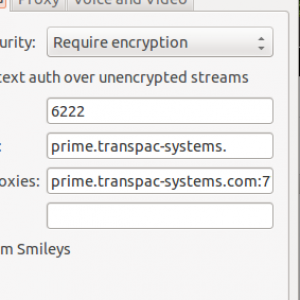 Proxy Voice and Video
urity: Require encryption
text auth over unencrypted streams
6222
: prime.transpac-systems.
oxies: prime.transpac-systems.com:7
m Smileys